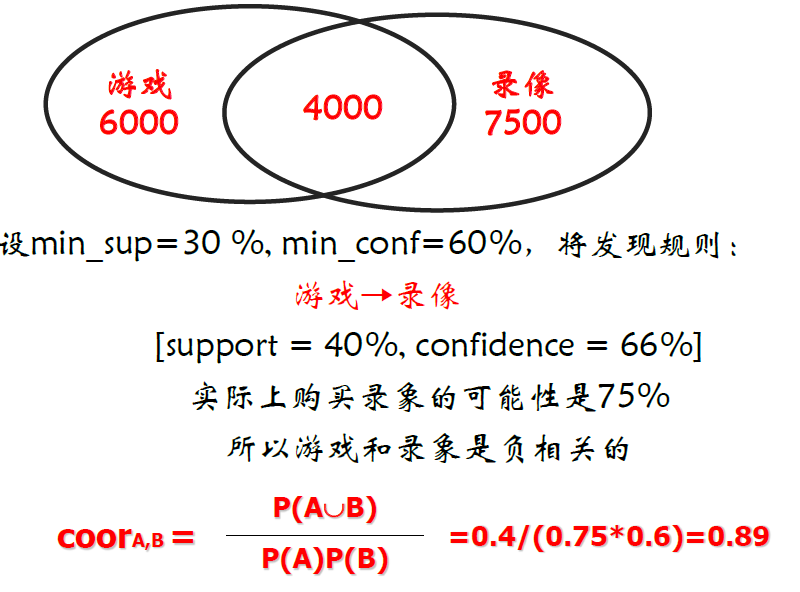 游戏
6000
4000
录像
7500
设min_sup=30 %, min_conf=60%，将发现规则：
游戏→录像
[support = 40%, confidence = 66%]
实际上购买录象的可能性是75%
所以游戏和录象是负相关的
coorA,B =
P(A∪B)
P(A)P(B)
=0.4/(0.75*0.6)=0.89